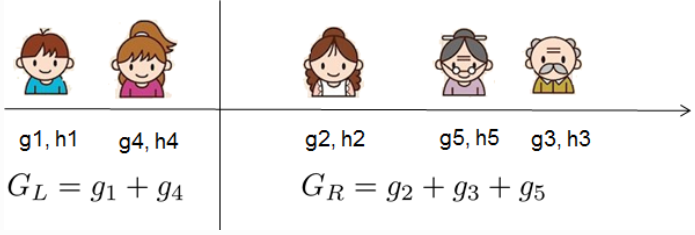 g1, h1 g4, h4 g2, h2 g5, h5 g3, h3
G_L = g_1 + g_4 G_R = g_2 + g_3 + g_5